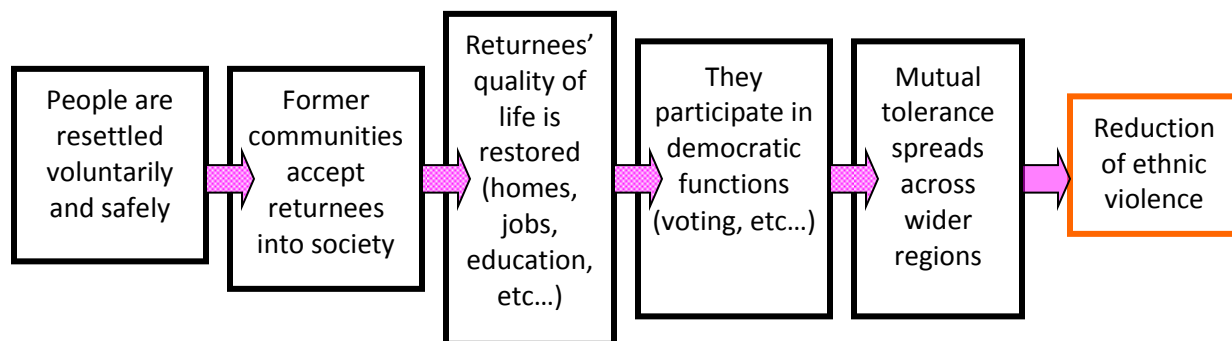 People are
resettled
voluntarily
and safely
Former
communities
accept
returnees
into society
Returnees’
quality of
life is
restored
(homes,
jobs,
education,
etc…)
They
participate in
democratic
functions
(voting, etc…)
Mutual
tolerance
spreads
across
wider
regions
Reduction
of ethnic
violence